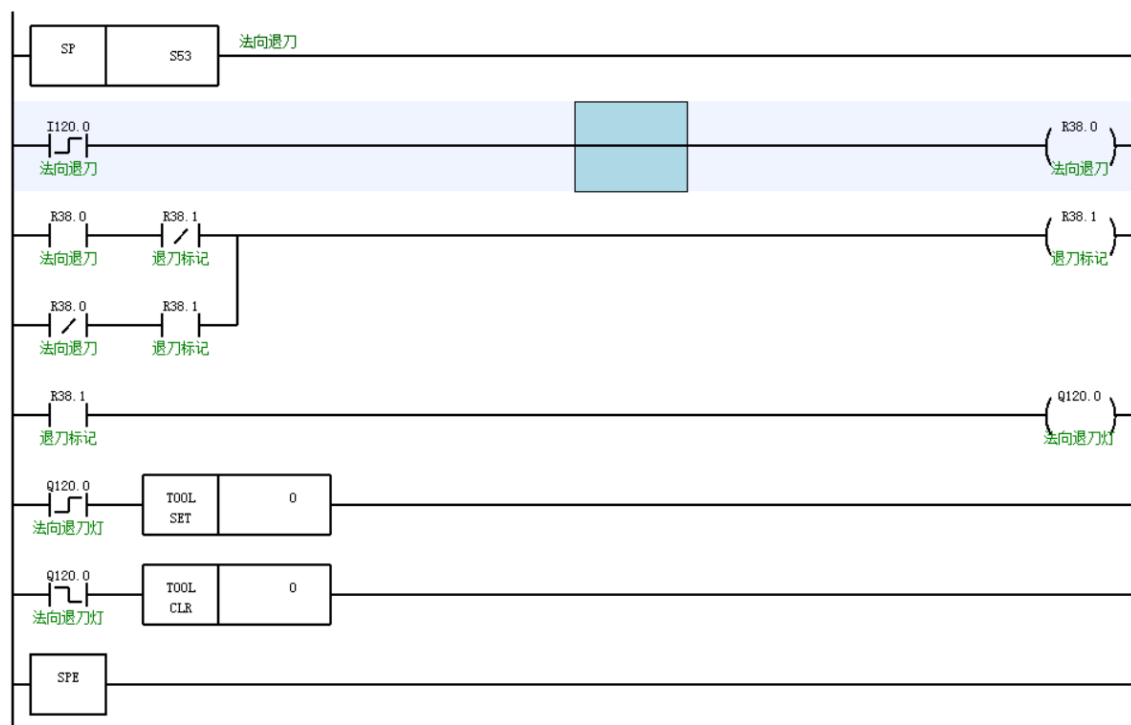 SP S53 法向退刀
I120.0 R38.0
法向退刀 法向退刀
R38.0 R38.1 R38.1
法向退刀 退刀标记 退刀标记
R38.0 R38.1
法向退刀 退刀标记
R38.1 Q120.0
退刀标记 法向退刀灯
Q120.0 TOOL 0
SET
法向退刀灯
Q120.0 TOOL 0
CLR
法向退刀灯
SPE